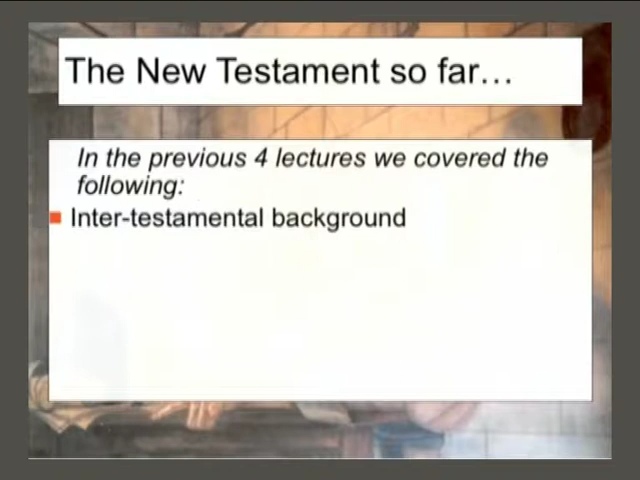 The New Testament so far…
In the previous 4 lectures we covered the
following:
Inter-testamental background